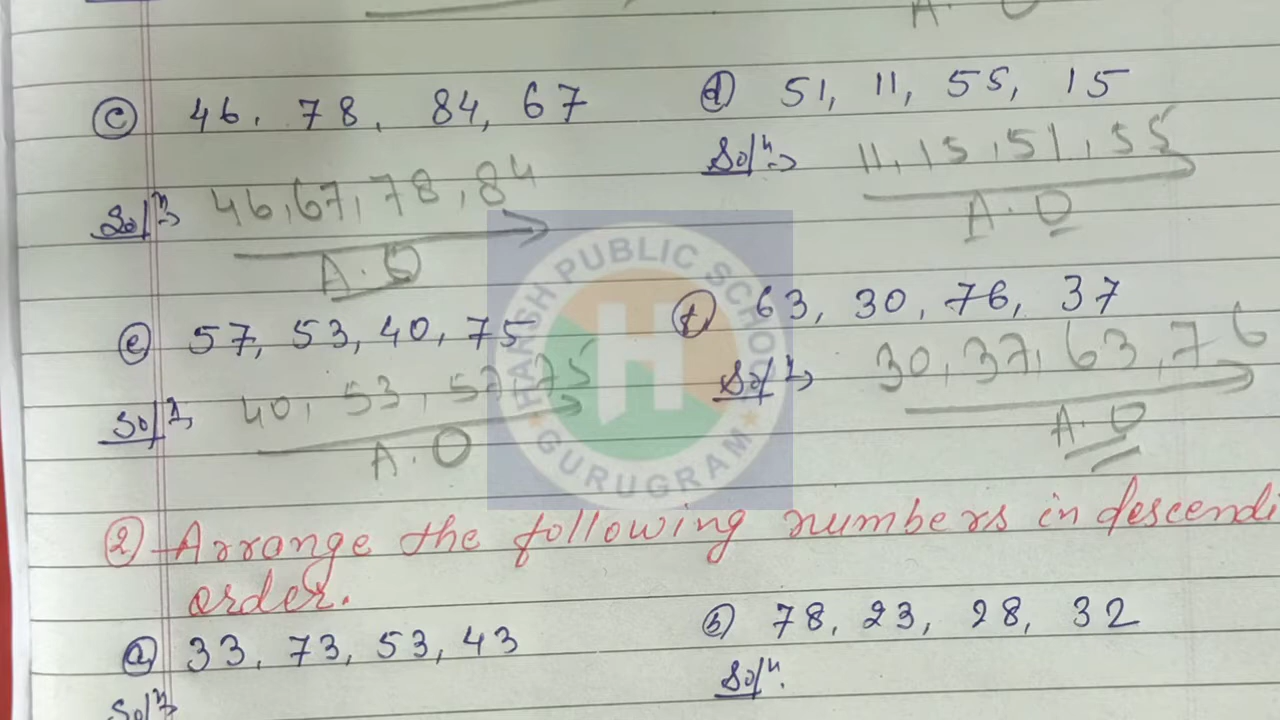 A. O
ⓒ 46, 78, 84, 67
ⓓ 51, 11, 55, 15
Solⁿ→ 46, 67, 78, 84
Solⁿ→ 11, 15, 51, 55
A. O
A. O
ⓔ 57, 53, 40, 75
ⓕ 63, 30, 76, 37
Solⁿ→ 40, 53, 57, 75
Solⁿ→ 30, 37, 63, 76
A. O
A. O
HARSH PUBLIC SCHOOL
H
GURUGRAM
② Arrange the following numbers in descendi
order.
ⓐ 33, 73, 53, 43
ⓑ 78, 23, 28, 32
Solⁿ→
Solⁿ.